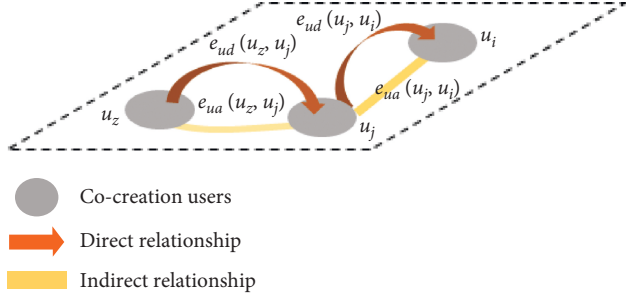 e_ud (u_j, u_i)
u_i
e_ud (u_z, u_j)
e_ua (u_j, u_i)
e_ua (u_z, u_j)
u_z
u_j
Co-creation users
Direct relationship
Indirect relationship